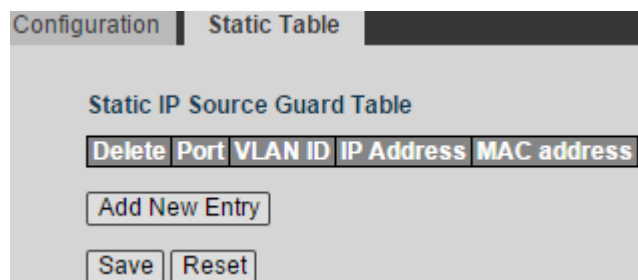 Configuration Static Table
Static IP Source Guard Table
Delete Port VLAN ID IP Address MAC address
Add New Entry
Save Reset